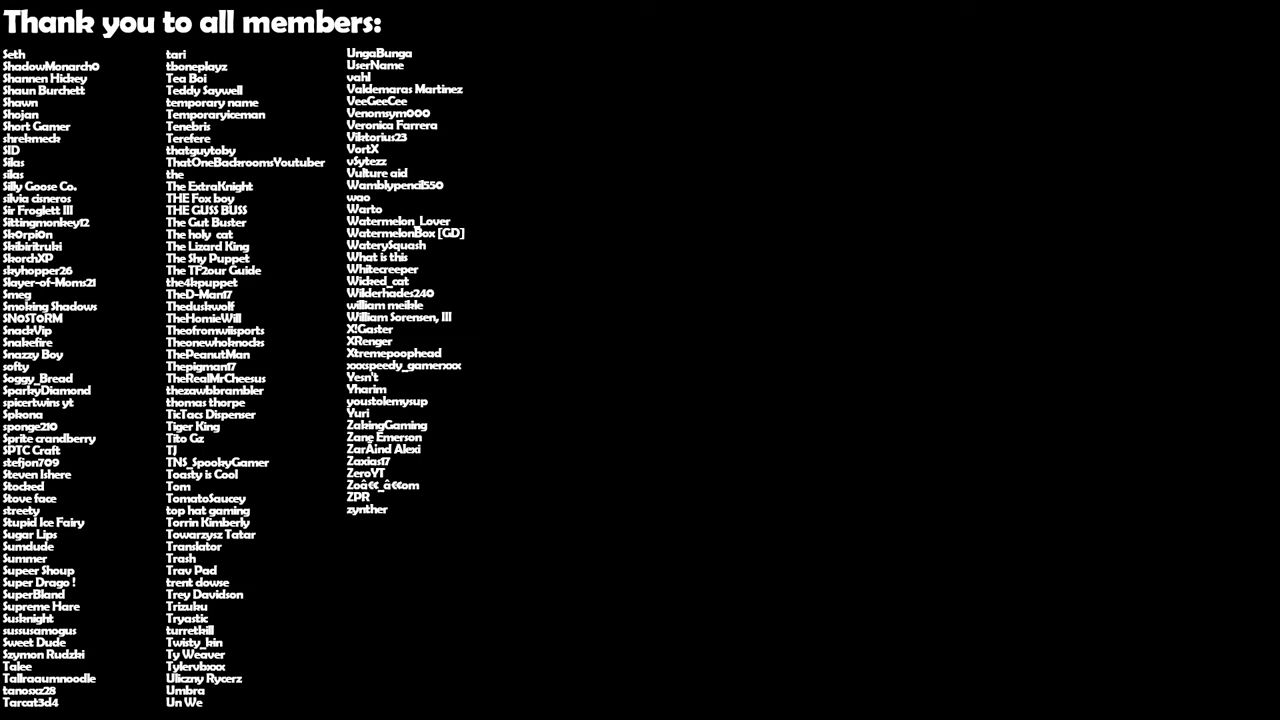 Thank you to all members:
Seth
ShadowMonarch0
Shannen Hickey
Shaun Burchett
Shawn
Shojan
Short Gamer
shrekmeck
SID
Silas
silas
Silly Goose Co.
silvia cisneros
Sir Froglett III
Sittingmonkey12
Sk0rpi0n
Skibiritruki
SkorchXP
skyhopper26
Slayer-of-Moms21
Smeg
Smoking Shadows
SN0ST0RM
SnackVip
Snakefire
Snazzy Boy
softy
Soggy_Bread
SparkyDiamond
spicertwins yt
Spkona
sponge210
Sprite crandberry
SPTC Craft
stefjon709
Steven Ishere
Stocked
Stove face
streety
Stupid Ice Fairy
Sugar Lips
Sumdude
Summer
Supeer Shoup
Super Drago !
SuperBland
Supreme Hare
Susknight
sussusamogus
Sweet Dude
Szymon Rudzki
Talee
Tallraaumnoodle
tanosxz28
Tarcat3d4
tari
tboneplayz
Tea Boi
Teddy Saywell
temporary name
Temporaryiceman
Tenebris
Terefere
thatguytoby
ThatOneBackroomsYoutuber
the
The ExtraKnight
THE Fox boy
THE GUSS BUSS
The Gut Buster
The holy  cat
The Lizard King
The Shy Puppet
The TF2our Guide
the4kpuppet
TheD-Man17
Theduskwolf
TheHomieWill
Theofromwiisports
Theonewhoknocks
ThePeanutMan
Thepigman17
TheRealMrCheesus
thezawbbrambler
thomas thorpe
TicTacs Dispenser
Tiger King
Tito Gz
TJ
TNS_SpookyGamer
Toasty is Cool
Tom
TomatoSaucey
top hat gaming
Torrin Kimberly
Towarzysz Tatar
Translator
Trash
Trav Pad
trent dowse
Trey Davidson
Trizuku
Tryastic
turretkill
Twisty_kin
Ty Weaver
Tylervbxxx
Uliczny Rycerz
Umbra
Un We
UngaBunga
UserName
vahl
Valdemaras Martinez
VeeGeeCee
Venomsym000
Veronica Farrera
Viktorius23
VortX
vSytezz
Vulture aid
Wamblypencil550
wao
Warto
Watermelon_Lover
WatermelonBox [GD]
WaterySquash
What is this
Whitecreeper
Wicked_cat
Wilderhades240
william meikle
William Sorensen, III
X!Gaster
XRenger
Xtremepoophead
xxxspeedy_gamerxxx
Yesn't
Yharim
youstolemysup
Yuri
ZakingGaming
Zane Emerson
ZarÃind Alexi
Zaxias17
ZeroYT
Zoâ€¢_â€¢om
ZPR
zynther